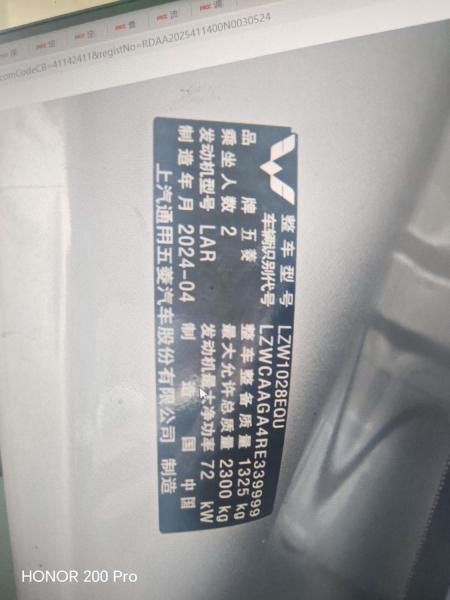 comCodeCB=41142411&registNo=RDAA2025411400N0030524
整车型号 LZW1028EQU
车辆识别代号 LZWCAAGA4RE339999
品牌 五菱 整车整备质量 1325 kg
乘坐人数 2 最大允许总质量 2300 kg
发动机型号 LAR 发动机最大净功率 72 kW
制造年月 2024-04 制造国 中国
上汽通用五菱汽车股份有限公司 制造
HONOR 200 Pro